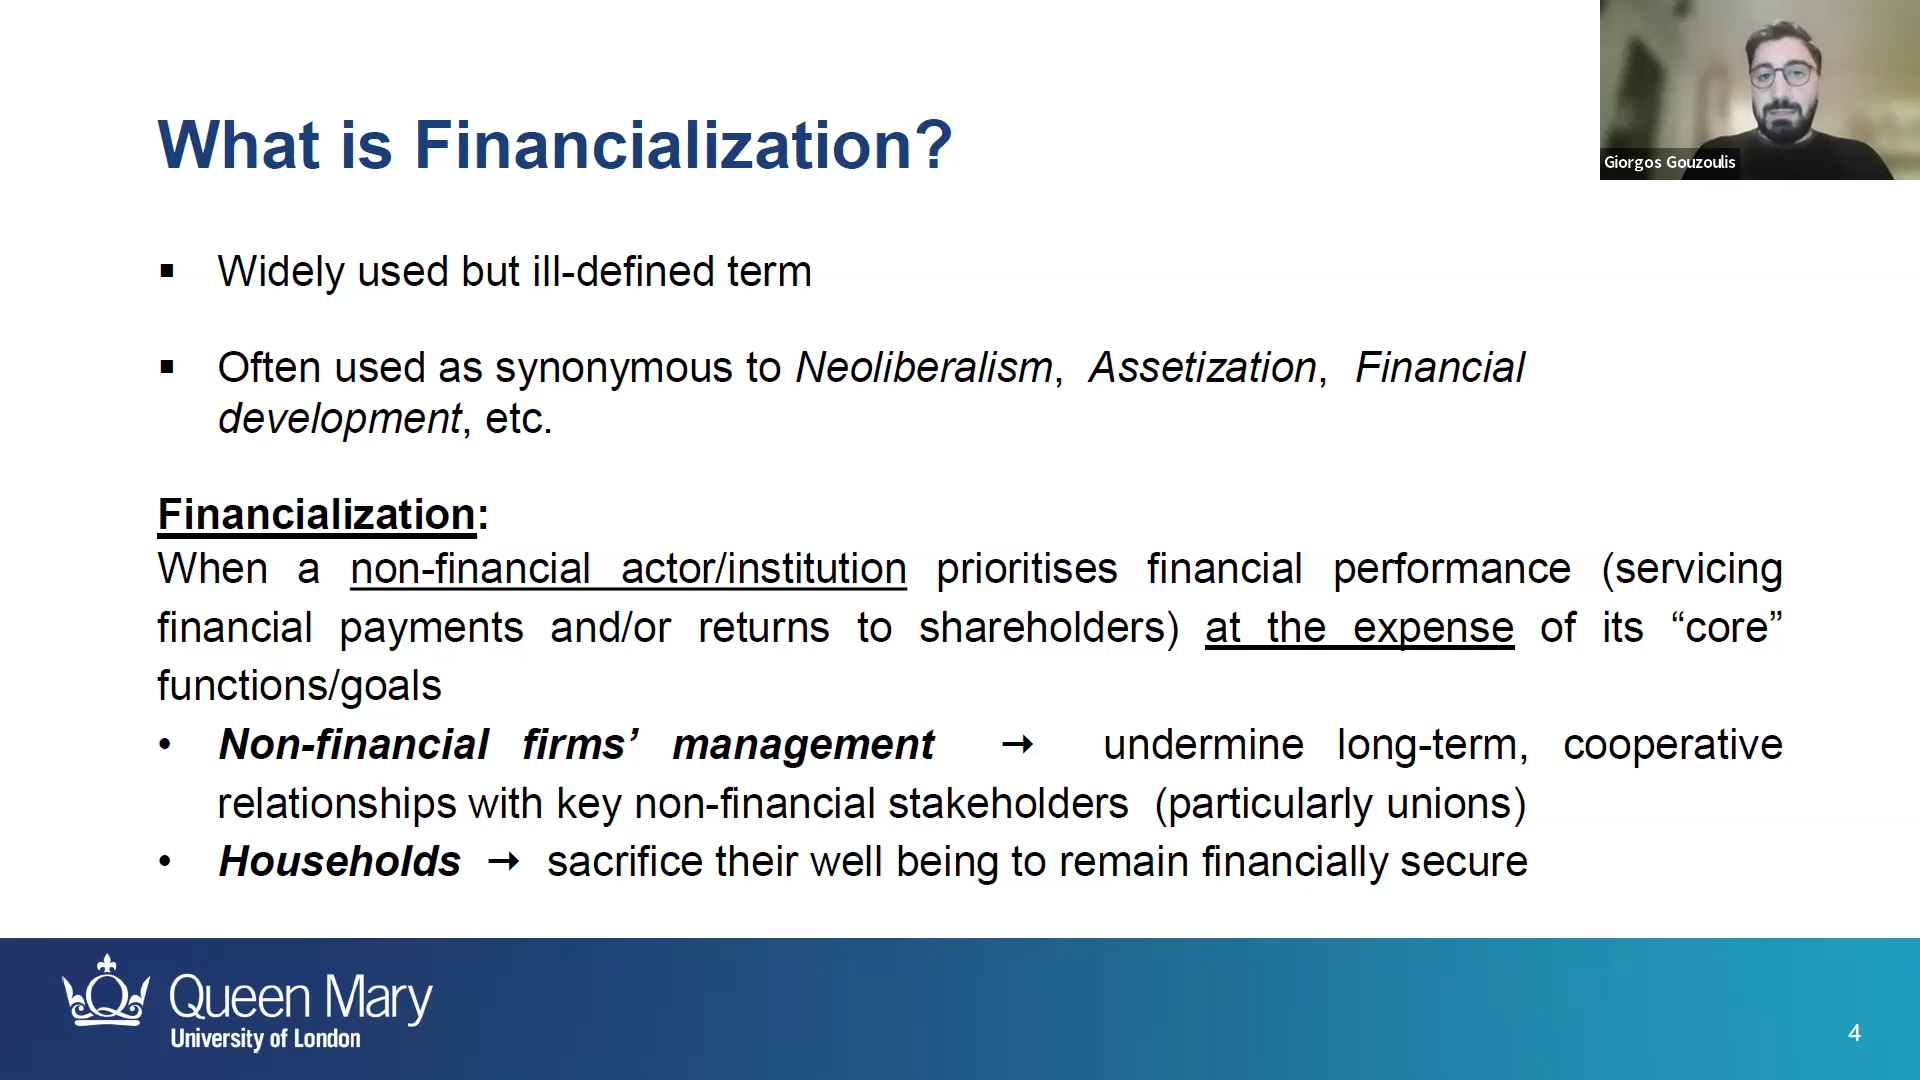 Giorgos Gouzoulis
What is Financialization?
▪ Widely used but ill-defined term
▪ Often used as synonymous to Neoliberalism, Assetization, Financial
development, etc.
Financialization:
When a non-financial actor/institution prioritises financial performance (servicing
financial payments and/or returns to shareholders) at the expense of its “core”
functions/goals
• Non-financial firms’ management → undermine long-term, cooperative
relationships with key non-financial stakeholders (particularly unions)
• Households → sacrifice their well being to remain financially secure
Queen Mary
University of London
4